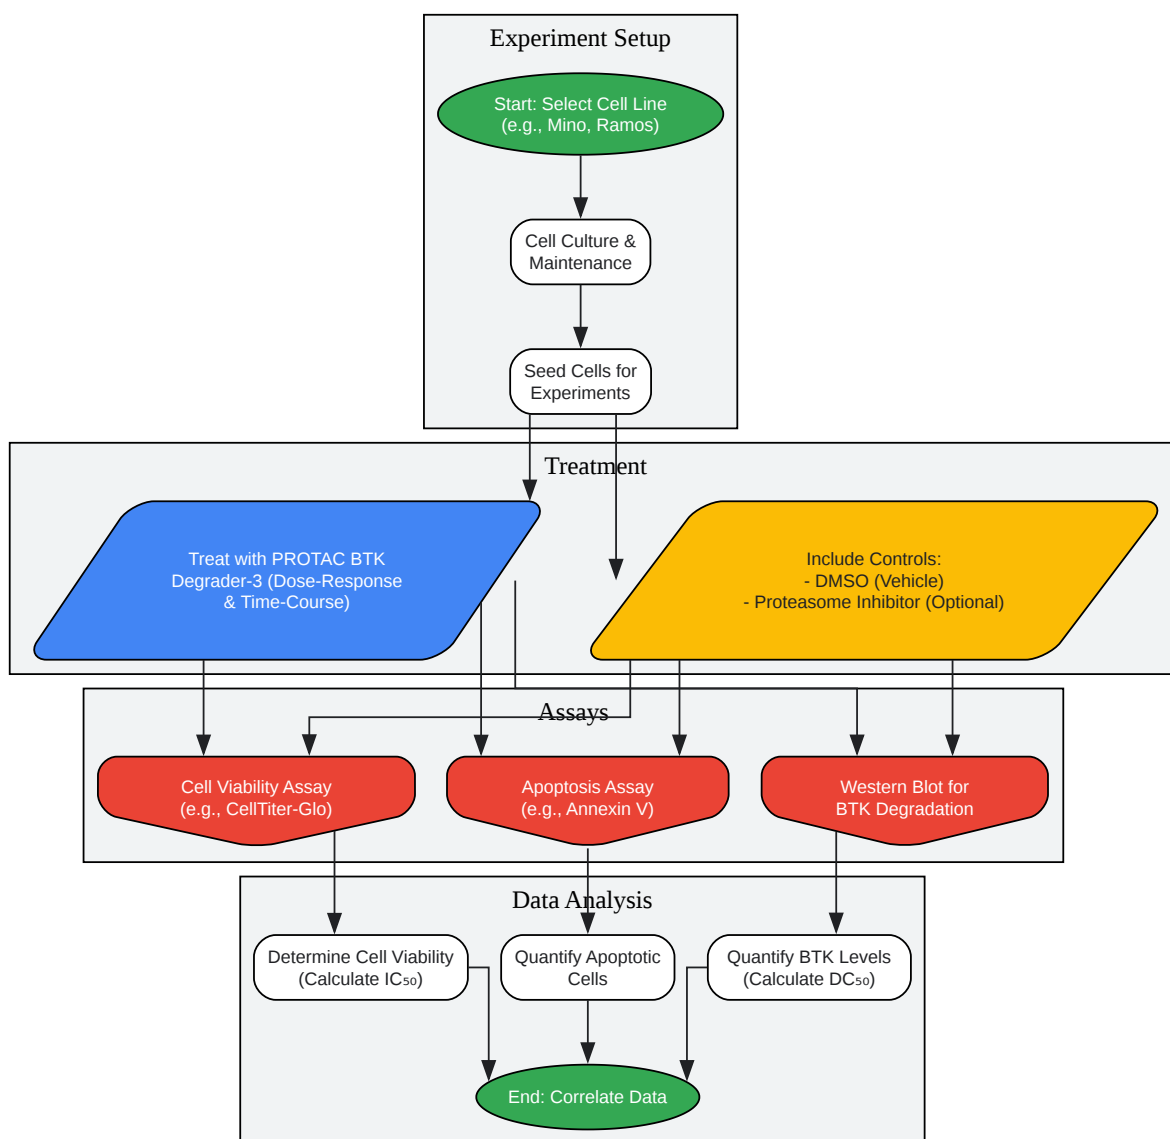 Experiment Setup
Start: Select Cell Line
(e.g., Mino, Ramos)
Cell Culture &
Maintenance
Seed Cells for
Experiments
Treatment
Treat with PROTAC BTK
Degrader-3 (Dose-Response
& Time-Course)
Include Controls:
- DMSO (Vehicle)
- Proteasome Inhibitor (Optional)
Assays
Cell Viability Assay
(e.g., CellTiter-Glo)
Apoptosis Assay
(e.g., Annexin V)
Western Blot for
BTK Degradation
Data Analysis
Determine Cell Viability
(Calculate IC₅₀)
Quantify Apoptotic
Cells
Quantify BTK Levels
(Calculate DC₅₀)
End: Correlate Data